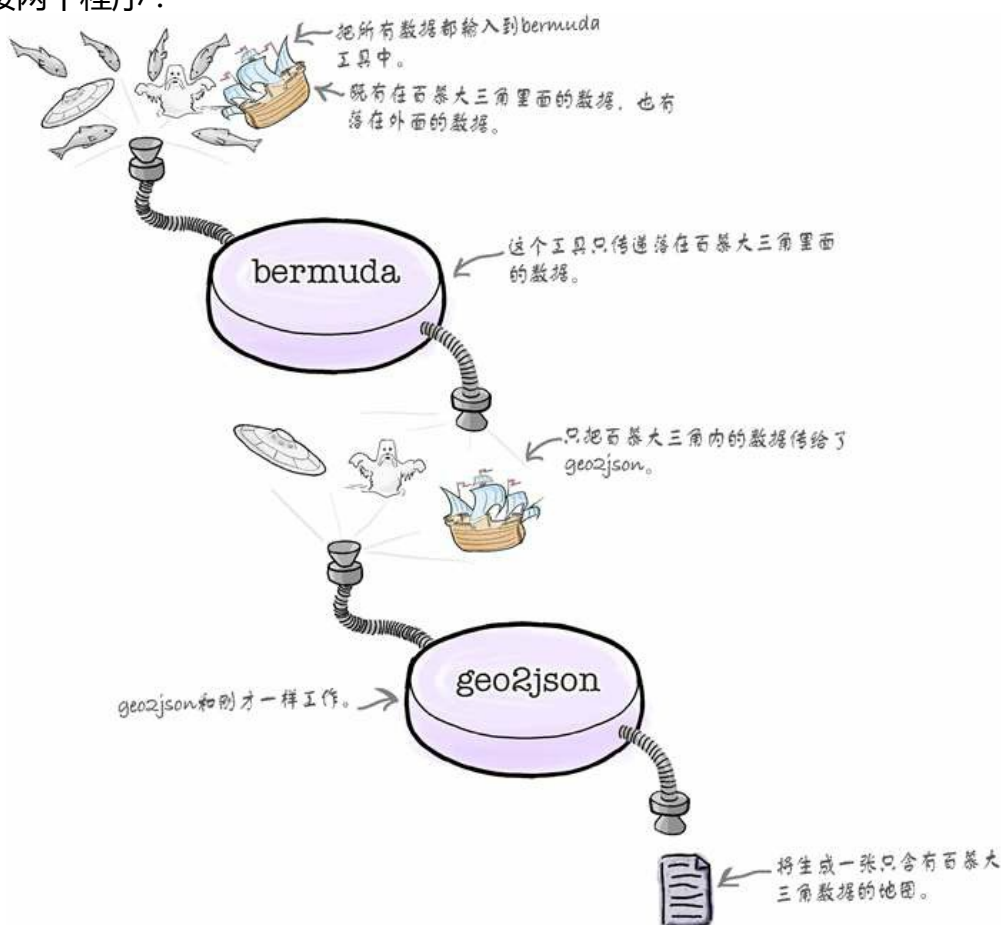 接两个程序：
把所有数据都输入到bermuda
工具中。
既有在百慕大三角里面的数据，也有
落在外面的数据。
bermuda
这个工具只传递落在百慕大三角里面
的数据。
只把百慕大三角内的数据传给了
geo2json。
geo2json
geo2json和刚才一样工作。
将生成一张只含有百慕大
三角数据的地图。